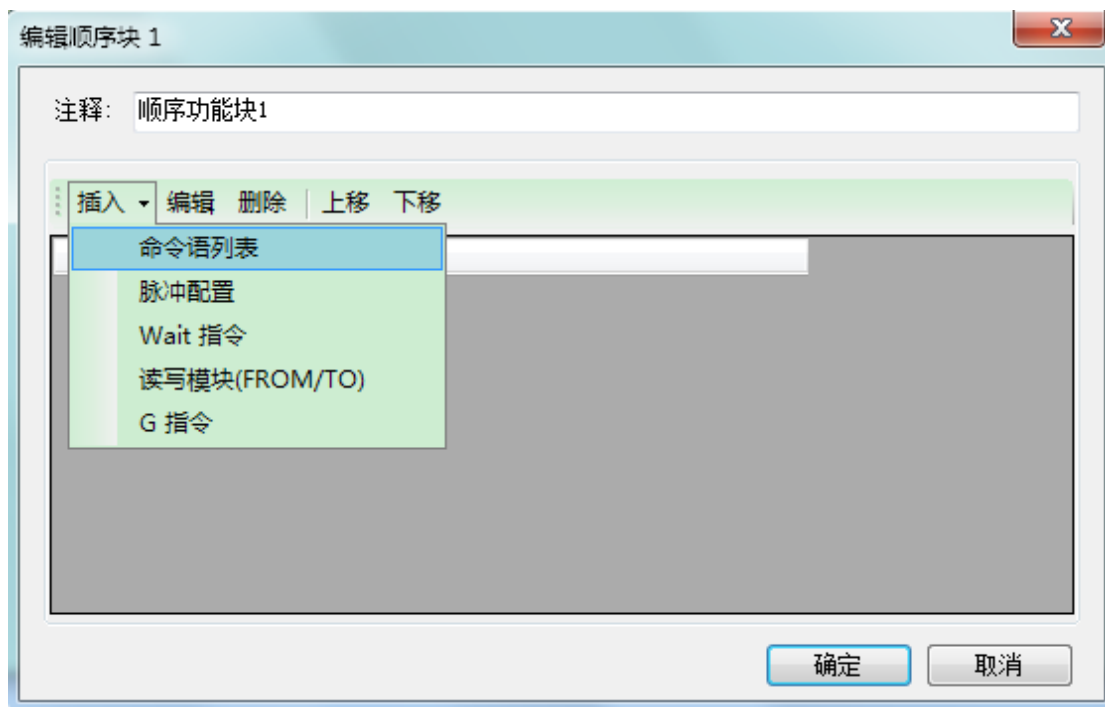 编辑顺序块 1
注释: 顺序功能块1
插入 编辑 删除 上移 下移
命令语列表
脉冲配置
Wait 指令
读写模块(FROM/TO)
G 指令
确定 取消